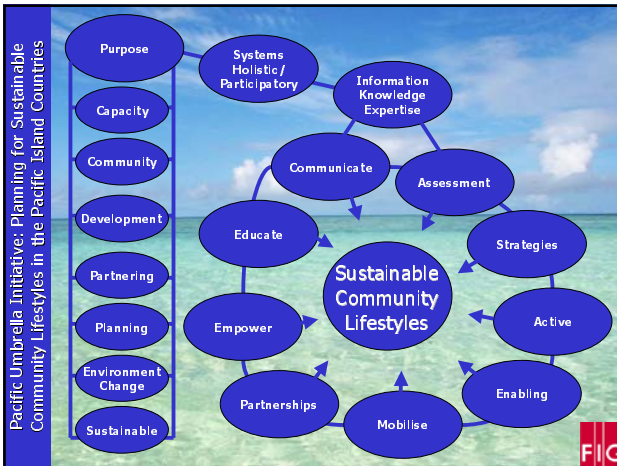 Pacific Umbrella Initiative: Planning for Sustainable
Community Lifestyles in the Pacific Island Countries
Purpose
Capacity
Community
Development
Partnering
Planning
Environment
Change
Sustainable
Systems
Holistic/
Participatory
Information
Knowledge
Expertise
Communicate
Assessment
Educate
Strategies
Sustainable
Community
Lifestyles
Empower
Active
Partnerships
Enabling
Mobilise
FIG